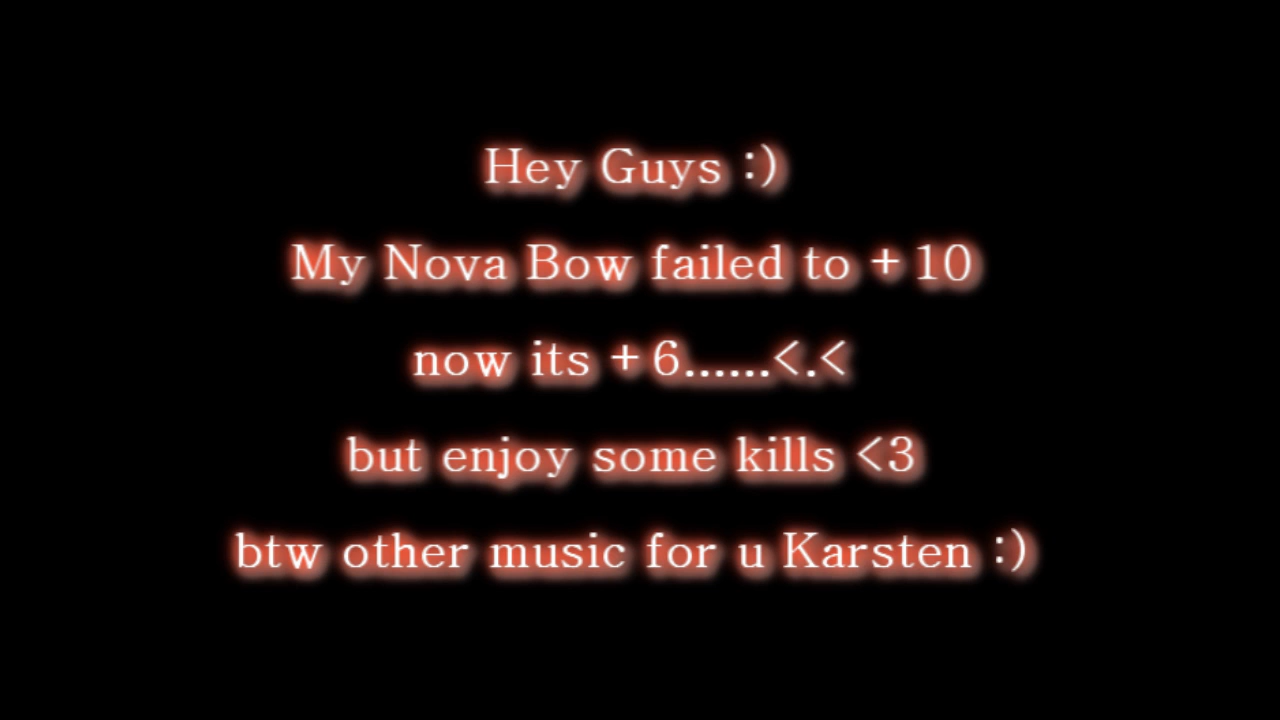 Hey Guys :)
My Nova Bow failed to +10
now its +6......<.<
but enjoy some kills <3
btw other music for u Karsten :)